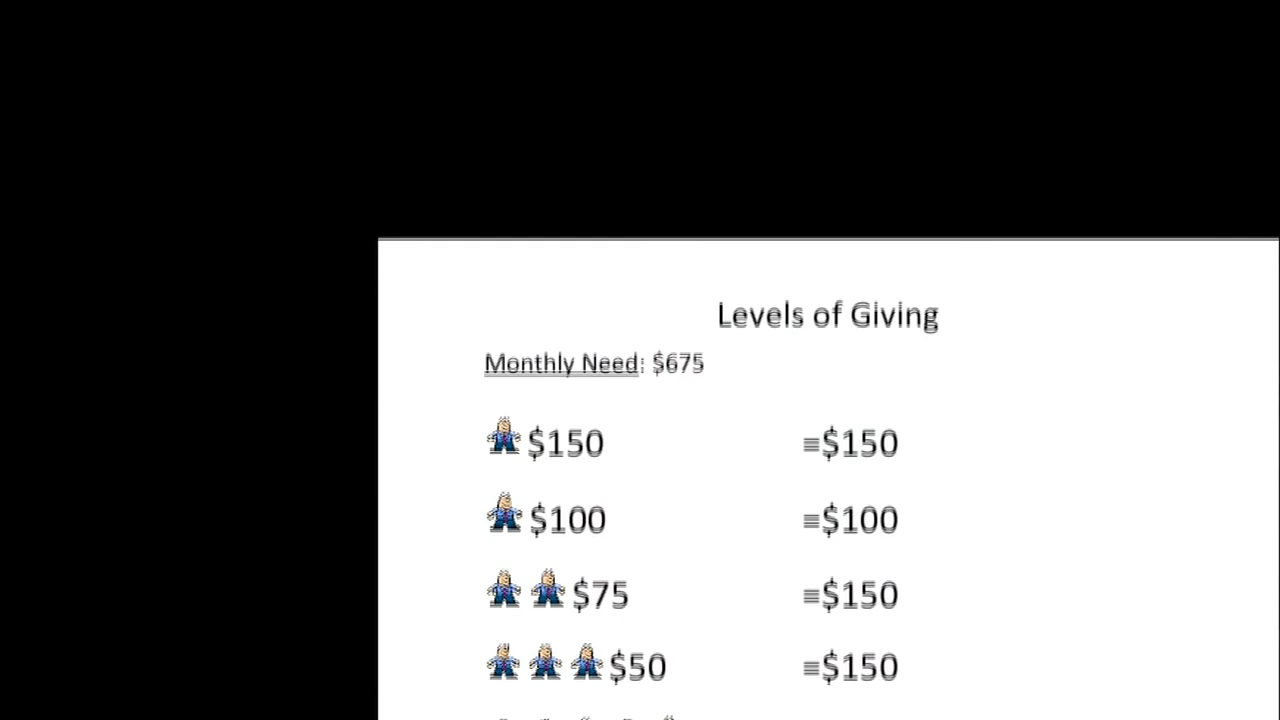 Levels of Giving
Monthly Need: $675
$150 =$150
$100 =$100
$75 =$150
$50 =$150